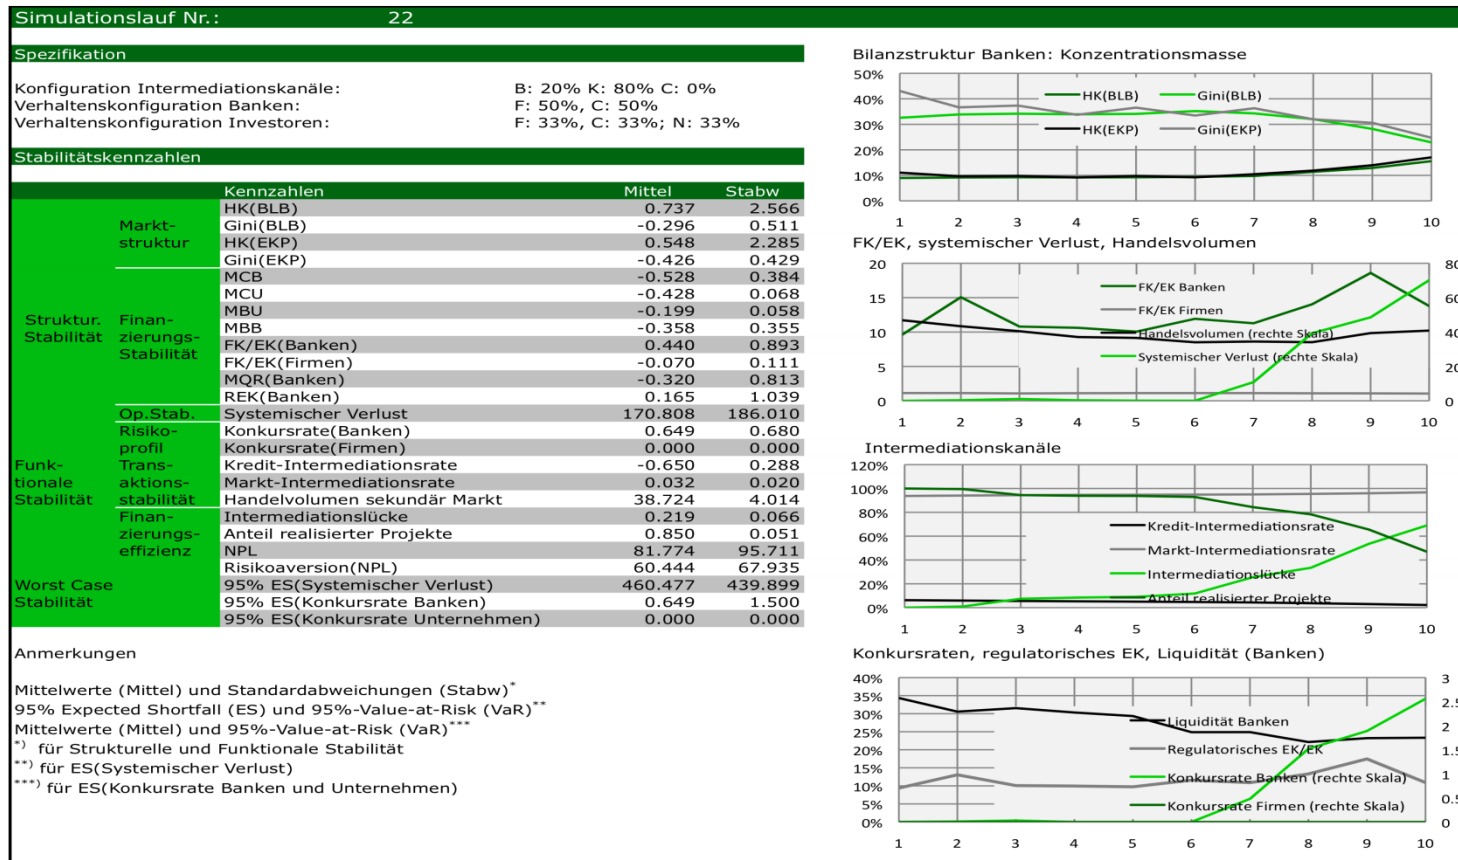 Simulationslauf Nr.: 22
Spezifikation
Konfiguration Intermediationskanäle: B: 20% K: 80% C: 0%
Verhaltenskonfiguration Banken: F: 50%, C: 50%
Verhaltenskonfiguration Investoren: F: 33%, C: 33%; N: 33%
Stabilitätskennzahlen
Kennzahlen Mittel Stabw
HK(BLB) 0.737 2.566
Markt- Gini(BLB) -0.296 0.511
struktur HK(EKP) 0.548 2.285
Gini(EKP) -0.426 0.429
MCB -0.528 0.384
MCU -0.428 0.068
MBU -0.199 0.058
Struktur. Finan- MBB -0.358 0.355
Stabilität zierungs- FK/EK(Banken) 0.440 0.893
Stabilität FK/EK(Firmen) -0.070 0.111
MQR(Banken) -0.320 0.813
REK(Banken) 0.165 1.039
Op.Stab. Systemischer Verlust 170.808 186.010
Risiko- Konkursrate(Banken) 0.649 0.680
profil Konkursrate(Firmen) 0.000 0.000
Funk- Trans- Kredit-Intermediationsrate -0.650 0.288
tionale aktions- Markt-Intermediationsrate 0.032 0.020
Stabilität stabilität Handelvolumen sekundär Markt 38.724 4.014
Finan- Intermediationslücke 0.219 0.066
zierungs- Anteil realisierter Projekte 0.850 0.051
effizienz NPL 81.774 95.711
Risikoaversion(NPL) 60.444 67.935
Worst Case 95% ES(Systemischer Verlust) 460.477 439.899
Stabilität 95% ES(Konkursrate Banken) 0.649 1.500
95% ES(Konkursrate Unternehmen) 0.000 0.000
Anmerkungen
Mittelwerte (Mittel) und Standardabweichungen (Stabw)*
95% Expected Shortfall (ES) und 95%-Value-at-Risk (VaR)**
Mittelwerte (Mittel) und 95%-Value-at-Risk (VaR)***
*) für Strukturelle und Funktionale Stabilität
**) für ES(Systemischer Verlust)
***) für ES(Konkursrate Banken und Unternehmen)
Bilanzstruktur Banken: Konzentrationsmasse
50%
40%
30%
20%
10%
0%
HK(BLB) Gini(BLB)
HK(EKP) Gini(EKP)
1 2 3 4 5 6 7 8 9 10
FK/EK, systemischer Verlust, Handelsvolumen
20 80
15 60
10 40
5 20
0 0
FK/EK Banken
FK/EK Firmen
Handelsvolumen (rechte Skala)
Systemischer Verlust (rechte Skala)
1 2 3 4 5 6 7 8 9 10
Intermediationskanäle
120%
100%
80%
60%
40%
20%
0%
Kredit-Intermediationsrate
Markt-Intermediationsrate
Intermediationslücke
Anteil realisierter Projekte
1 2 3 4 5 6 7 8 9 10
Konkursraten, regulatorisches EK, Liquidität (Banken)
40% 3
35% 2.5
30% 2
25%
20% 1.5
15% 1
10%
5% 0.5
0% 0
Liquidität Banken
Regulatorisches EK/EK
Konkursrate Banken (rechte Skala)
Konkursrate Firmen (rechte Skala)
1 2 3 4 5 6 7 8 9 10